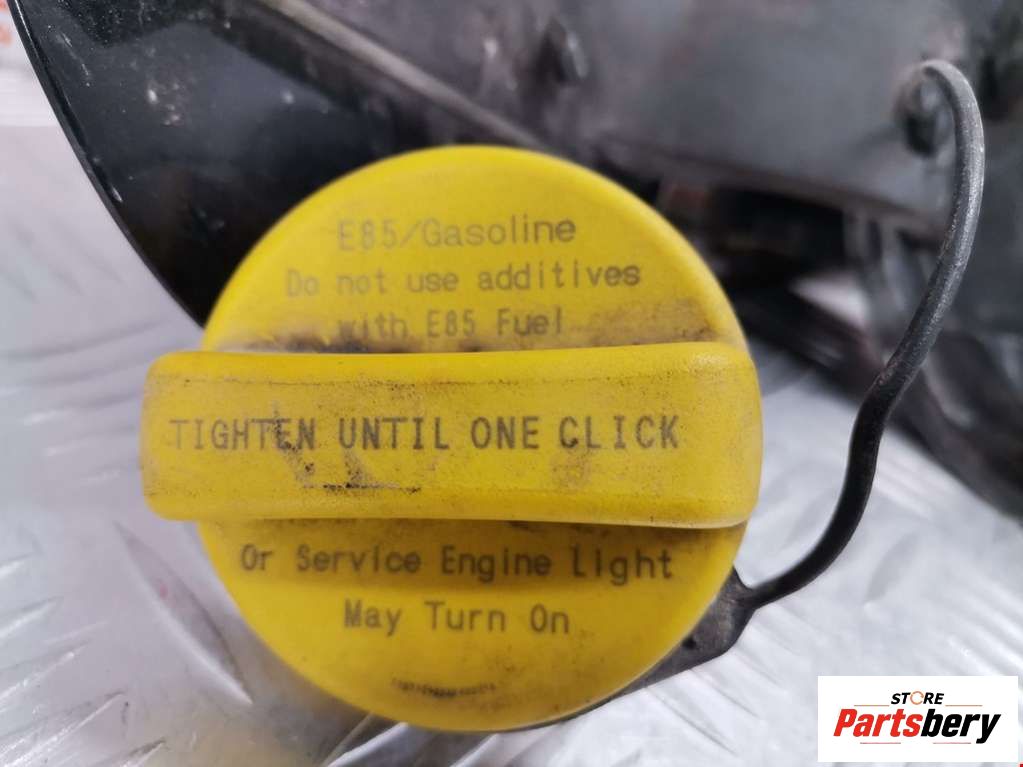 E85/Gasoline
Do not use additives
with E85 Fuel
TIGHTEN UNTIL ONE CLICK
Or Service Engine Light
May Turn On
STORE
Partsbery